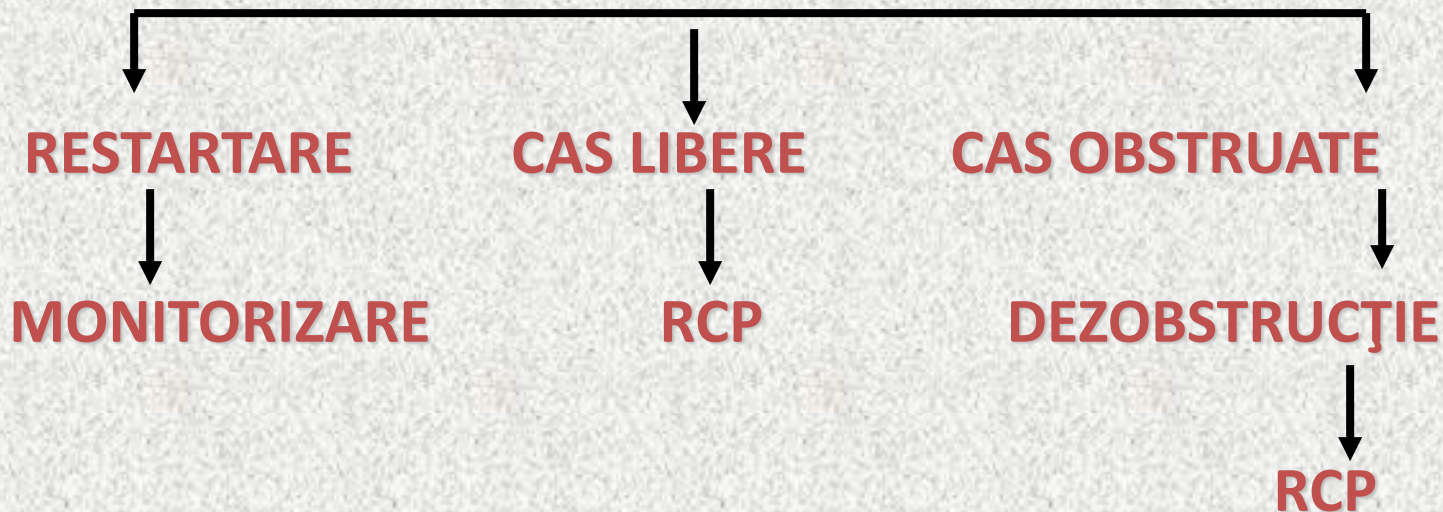 RESTARTARE CAS LIBERE CAS OBSTRUATE
MONITORIZARE RCP DEZOBSTRUCŢIE
RCP